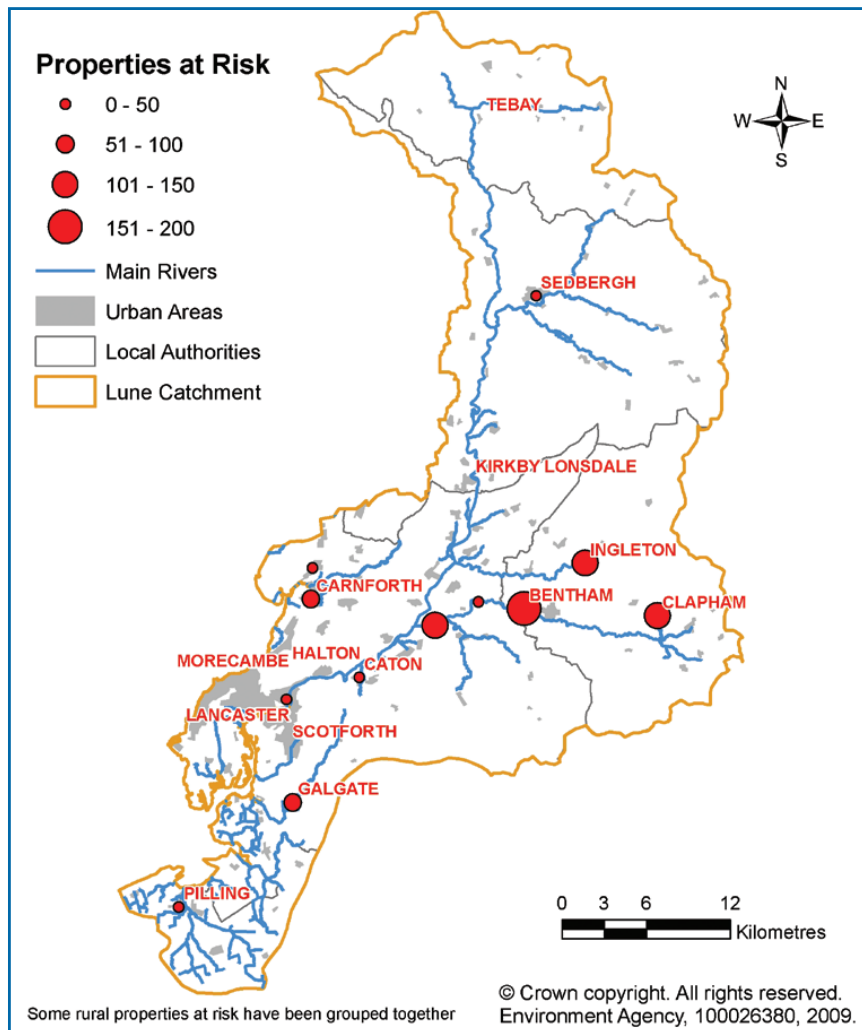 Properties at Risk
0 - 50
51 - 100
101 - 150
151 - 200
Main Rivers
Urban Areas
Local Authorities
Lune Catchment
N
W E
S
TEBAY
SEDBERGH
KIRKBY LONSDALE
INGLETON
CARNFORTH
BENTHAM
CLAPHAM
HALTON
MORECAMBE
CATON
LANCASTER
SCOTFORTH
GALGATE
PILLING
0 3 6 12
Kilometres
Some rural properties at risk have been grouped together
© Crown copyright. All rights reserved.
Environment Agency, 100026380, 2009.